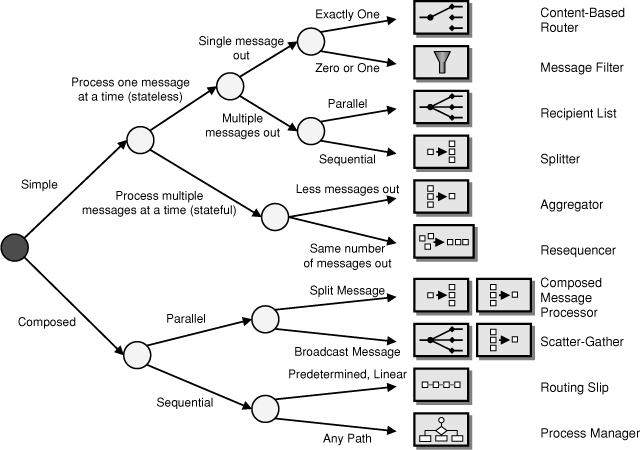 Exactly One
Content-Based
Router
Single message
out
Zero or One
Message Filter
Process one message
at a time (stateless)
Parallel
Multiple
messages out
Recipient List
Sequential
Splitter
Simple
Process multiple
messages at a time (stateful)
Less messages out
Aggregator
Same number
of messages out
Resequencer
Composed
Parallel
Split Message
Composed
Message
Processor
Broadcast Message
Scatter-Gather
Sequential
Predetermined, Linear
Routing Slip
Any Path
Process Manager